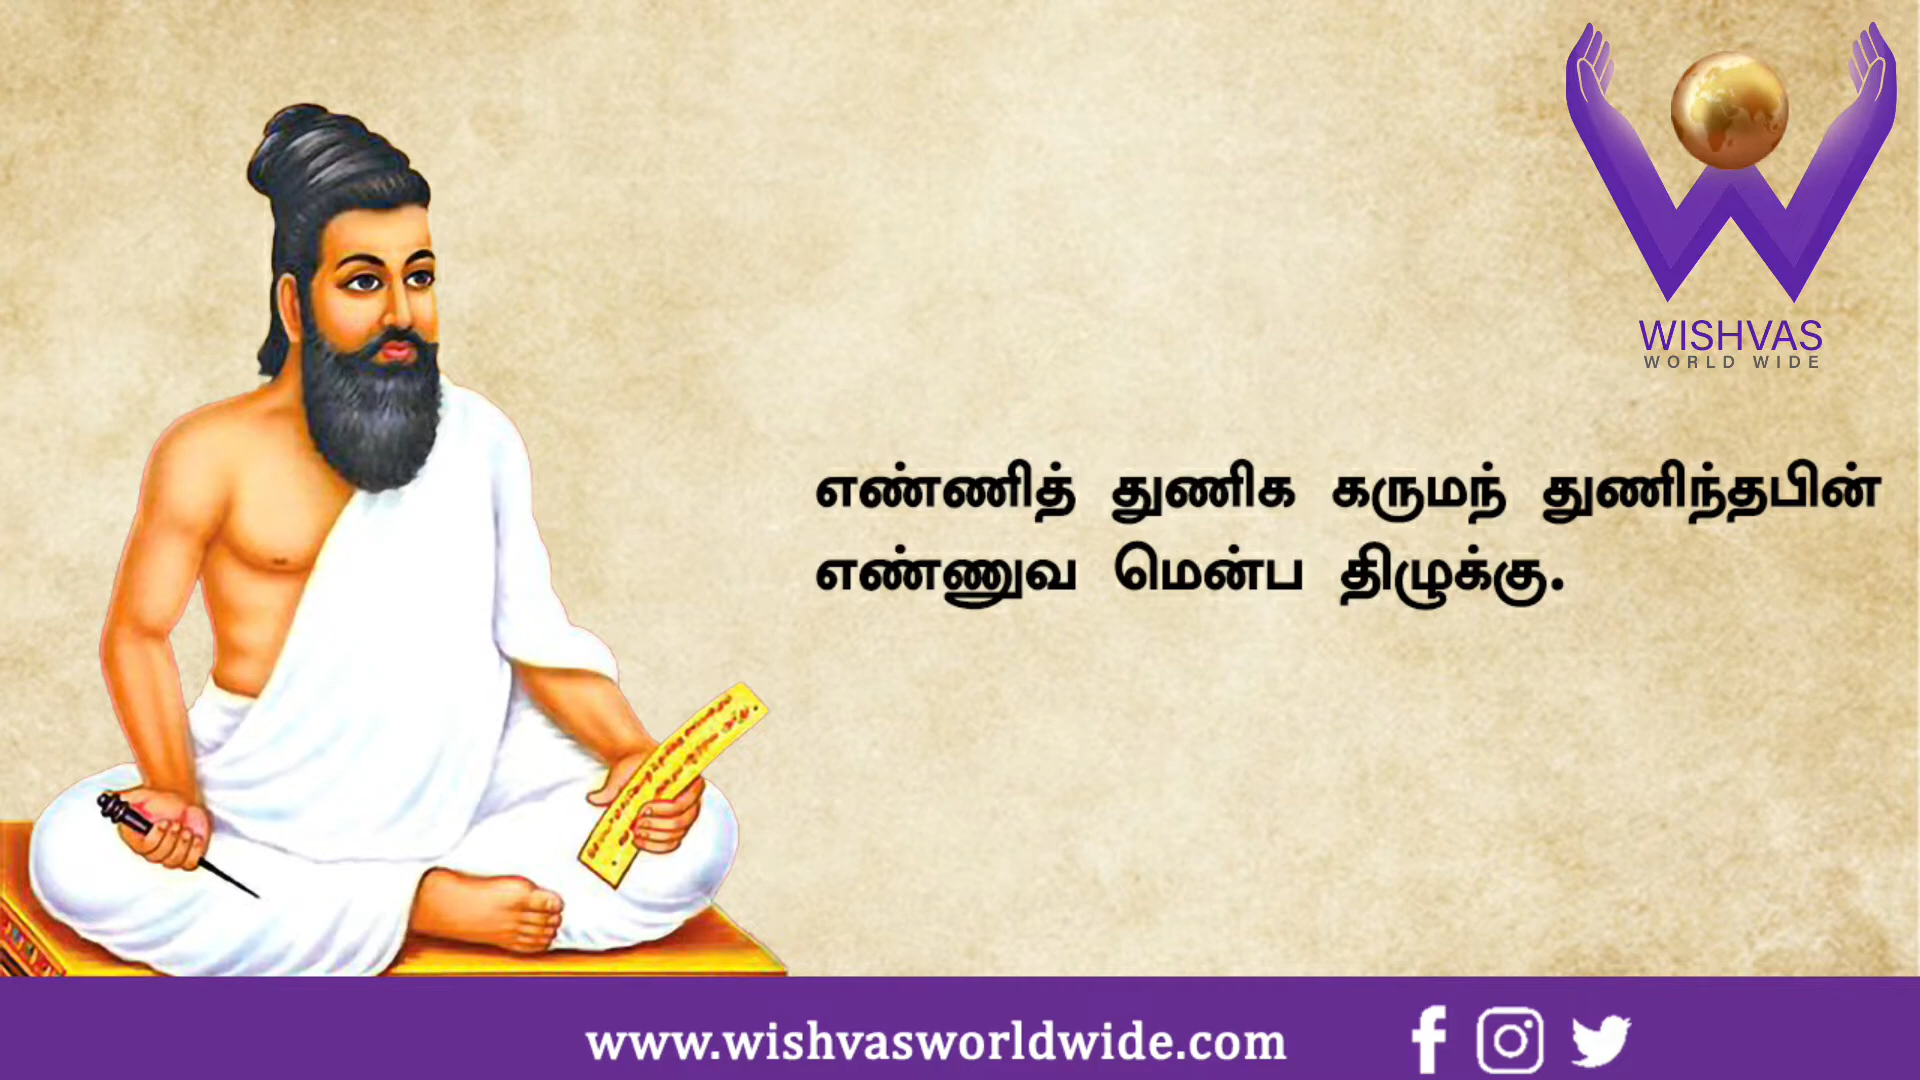 WISHVAS
WORLD WIDE
எண்ணித் துணிக கருமந் துணிந்தபின்
எண்ணுவ மென்ப திழுக்கு.
www.wishvasworldwide.com